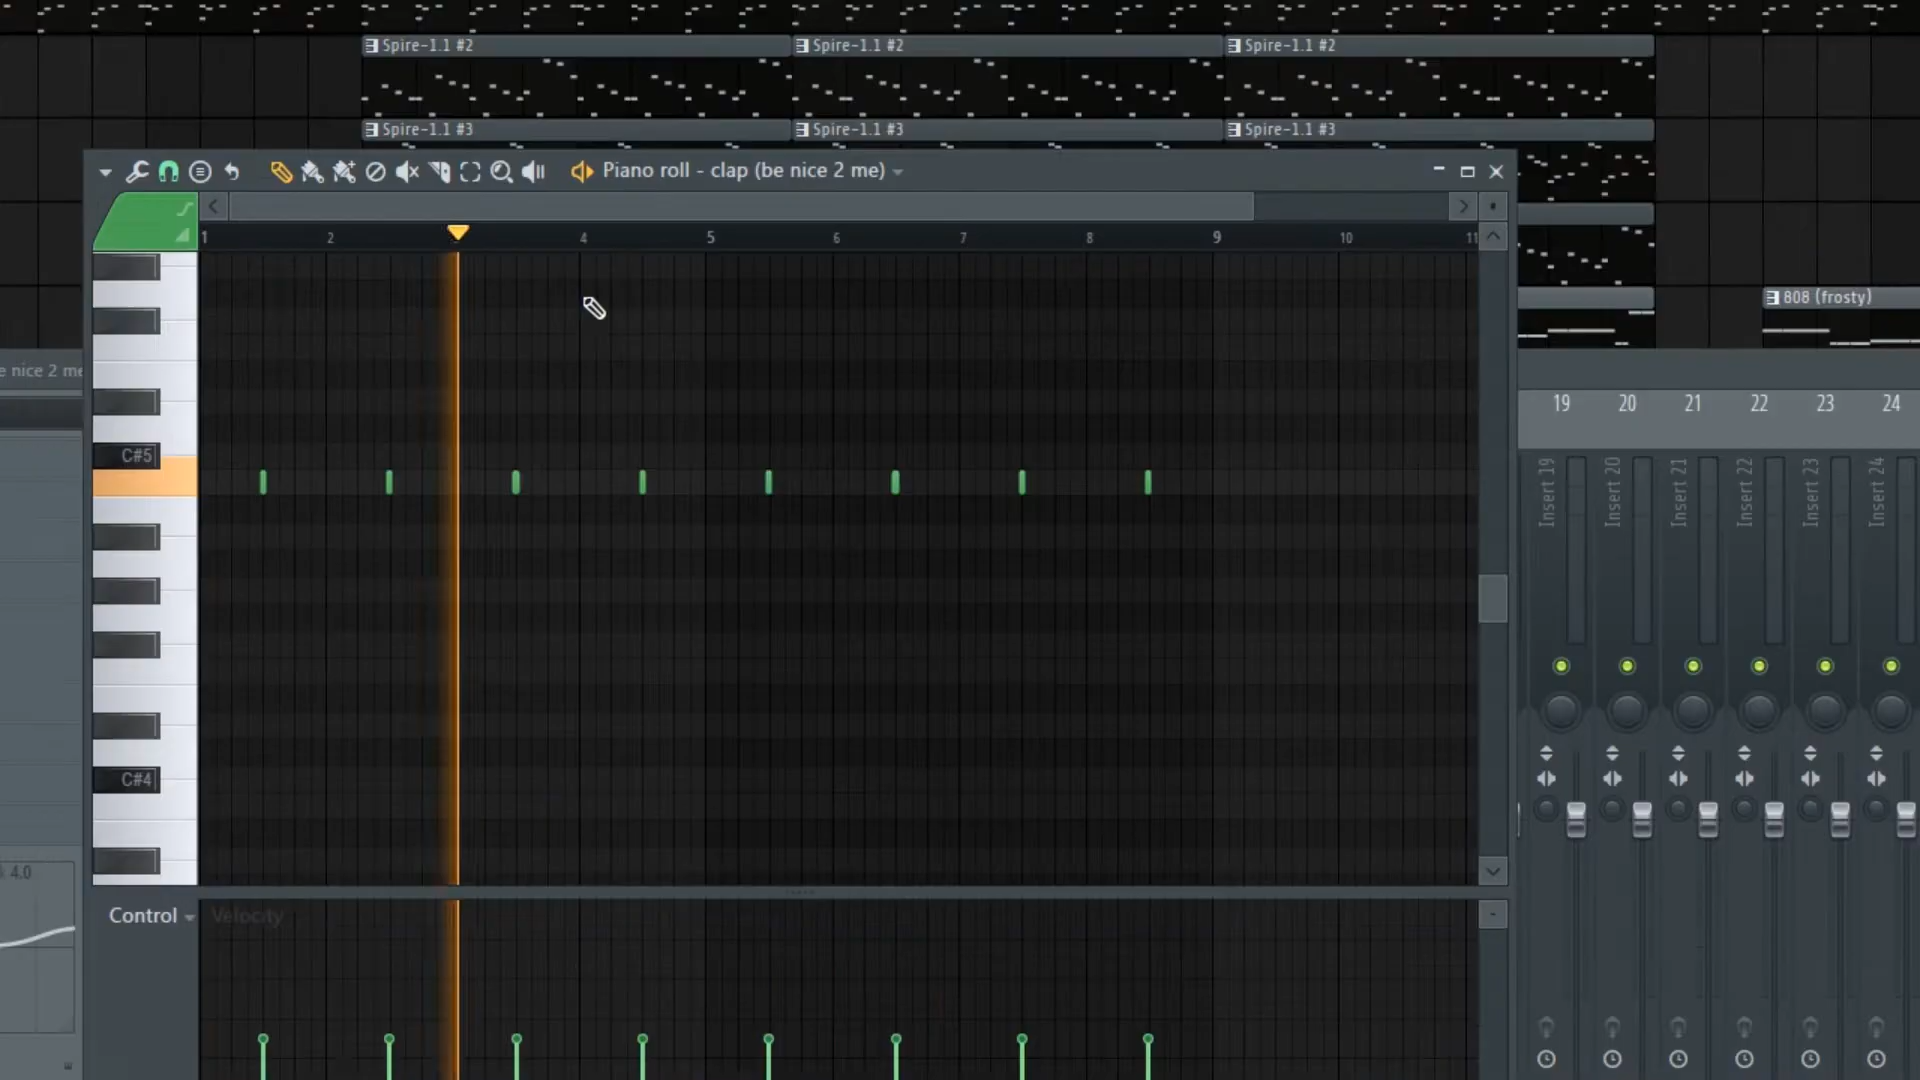 Spire-1.1 #2 Spire-1.1 #2 Spire-1.1 #2
Spire-1.1 #3 Spire-1.1 #3 Spire-1.1 #3
Piano roll - clap (be nice 2 me)
1 2 4 5 6 7 8 9 10 11
808 (frosty)
e nice 2 me
19 20 21 22 23 24
C#5
Insert 19 Insert 20 Insert 21 Insert 22 Insert 23 Insert 24
C#4
4.0
Control Velocity